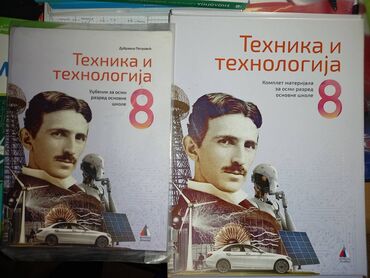 Дубравка Петровић
Техника и
технологија
Уџбеник за осми
разред основне
школе
8
Техника и
технологија
Комплет материјала
за осми разред
основне школе
8